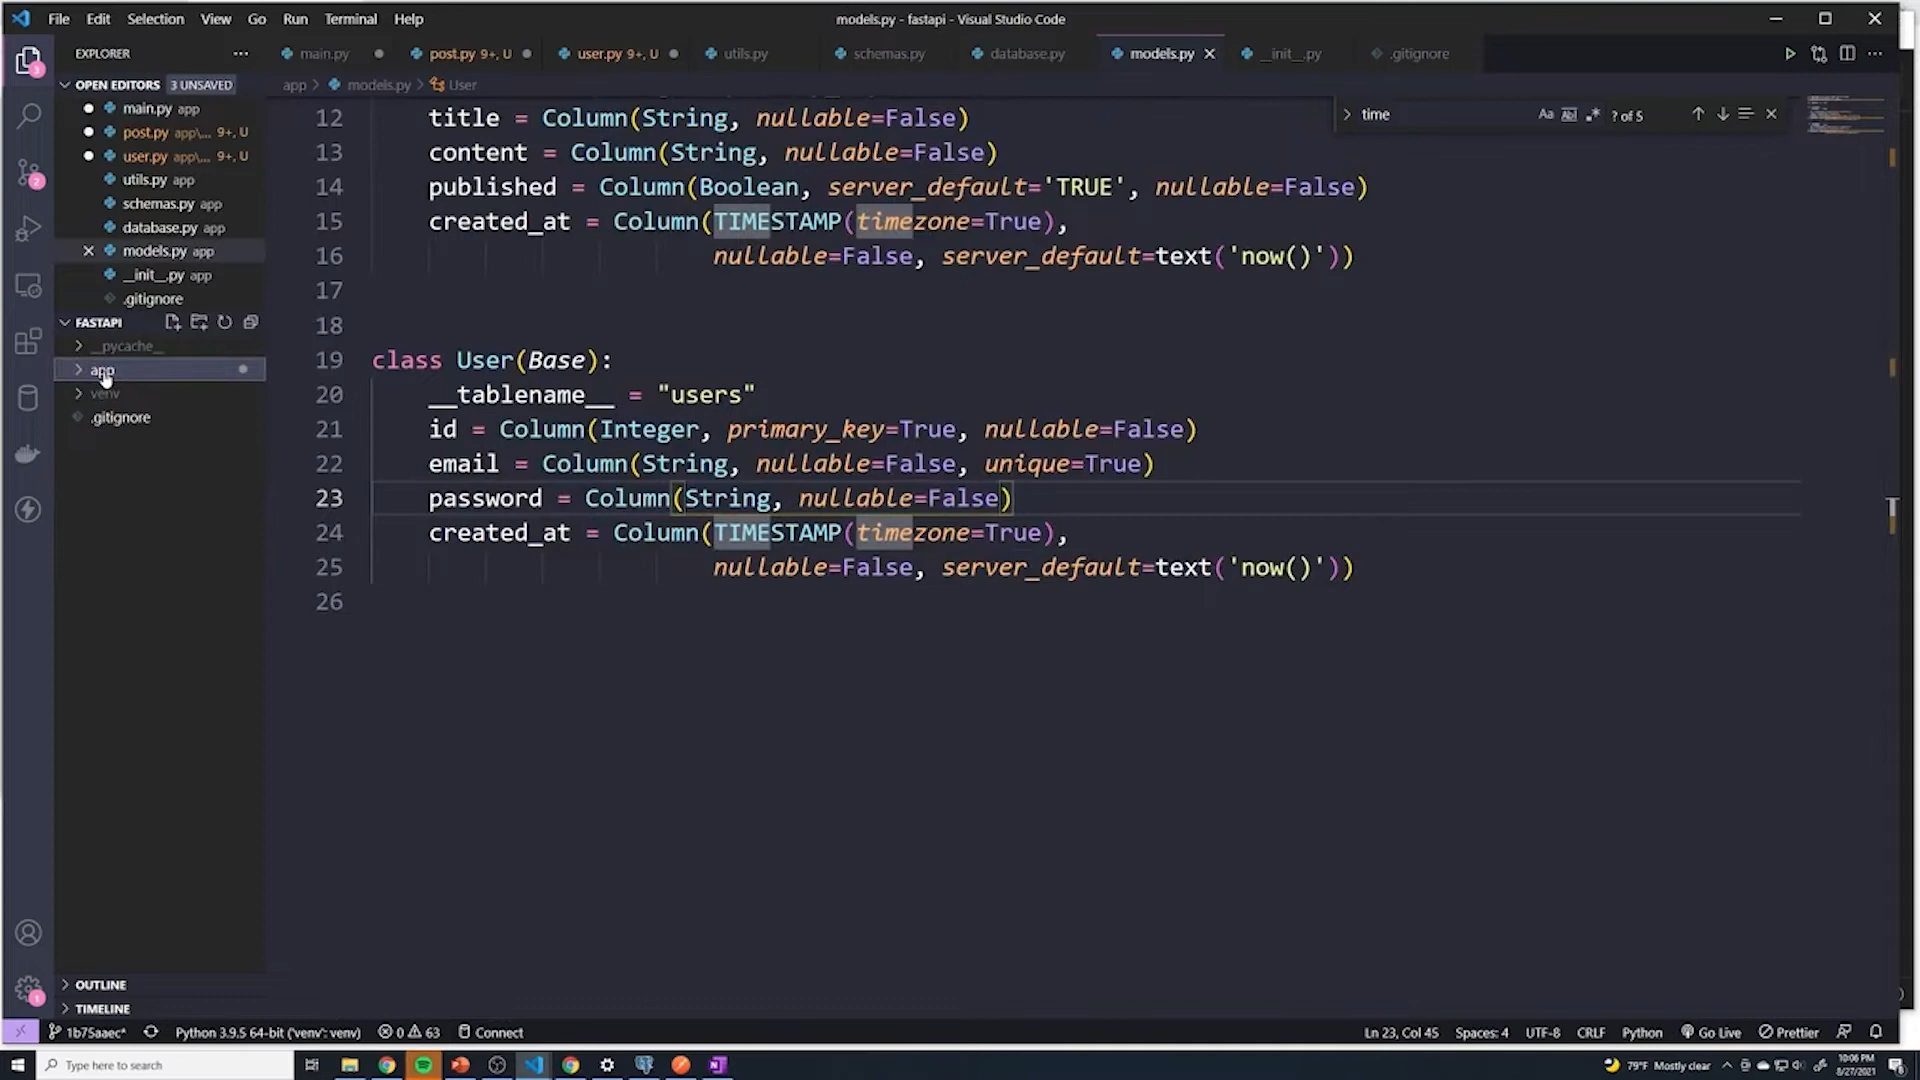 File Edit Selection View Go Run Terminal Help
models.py - fastapi - Visual Studio Code
EXPLORER
main.py
post.py 9+, U
user.py 9+, U
utils.py
schemas.py
database.py
models.py
__init__.py
.gitignore
OPEN EDITORS 3 UNSAVED
main.py app
post.py app\... 9+, U
user.py app\... 9+, U
utils.py app
schemas.py app
database.py app
models.py app
__init__.py app
.gitignore
FASTAPI
__pycache__
app
venv
.gitignore
OUTLINE
TIMELINE
app > models.py > User
time
Aa
? of 5
12 title = Column(String, nullable=False)
13 content = Column(String, nullable=False)
14 published = Column(Boolean, server_default='TRUE', nullable=False)
15 created_at = Column(TIMESTAMP(timezone=True),
16 nullable=False, server_default=text('now()'))
17
18
19 class User(Base):
20 __tablename__ = "users"
21 id = Column(Integer, primary_key=True, nullable=False)
22 email = Column(String, nullable=False, unique=True)
23 password = Column(String, nullable=False)
24 created_at = Column(TIMESTAMP(timezone=True),
25 nullable=False, server_default=text('now()'))
26
1b75aaec* Python 3.9.5 64-bit ('venv': venv) 0 63 Connect
Ln 23, Col 45 Spaces: 4 UTF-8 CRLF Python Go Live Prettier
Type here to search
79°F Mostly clear
10:06 PM
8/27/2021